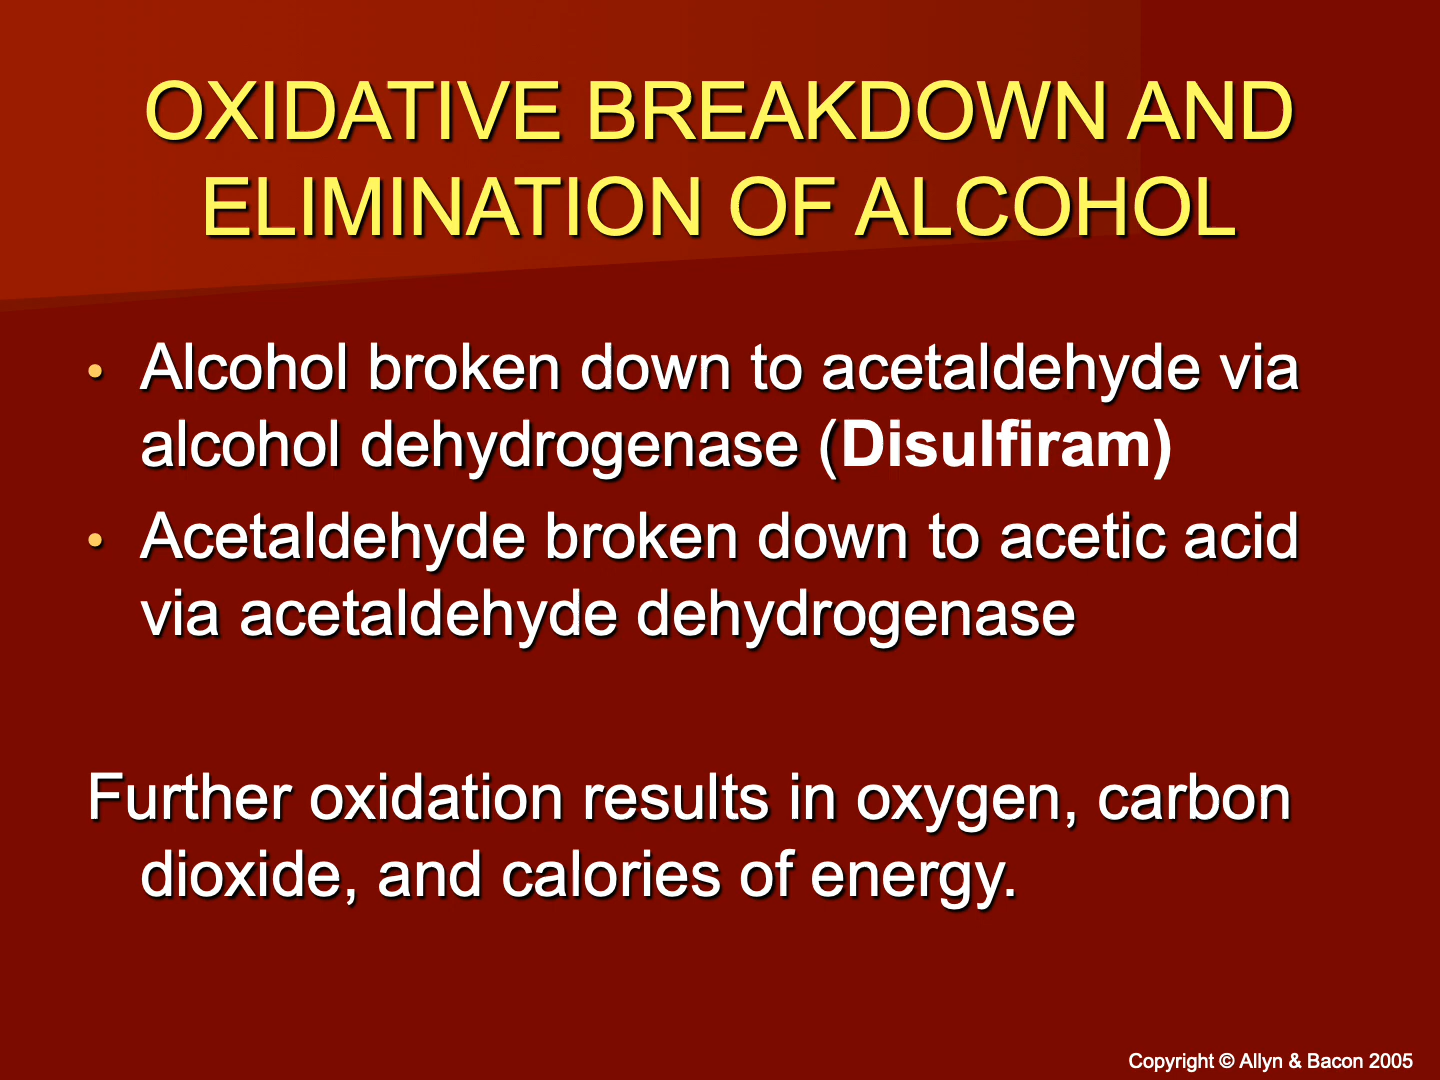 OXIDATIVE BREAKDOWN AND
ELIMINATION OF ALCOHOL
• Alcohol broken down to acetaldehyde via
alcohol dehydrogenase (Disulfiram)
• Acetaldehyde broken down to acetic acid
via acetaldehyde dehydrogenase
Further oxidation results in oxygen, carbon
dioxide, and calories of energy.
Copyright © Allyn & Bacon 2005